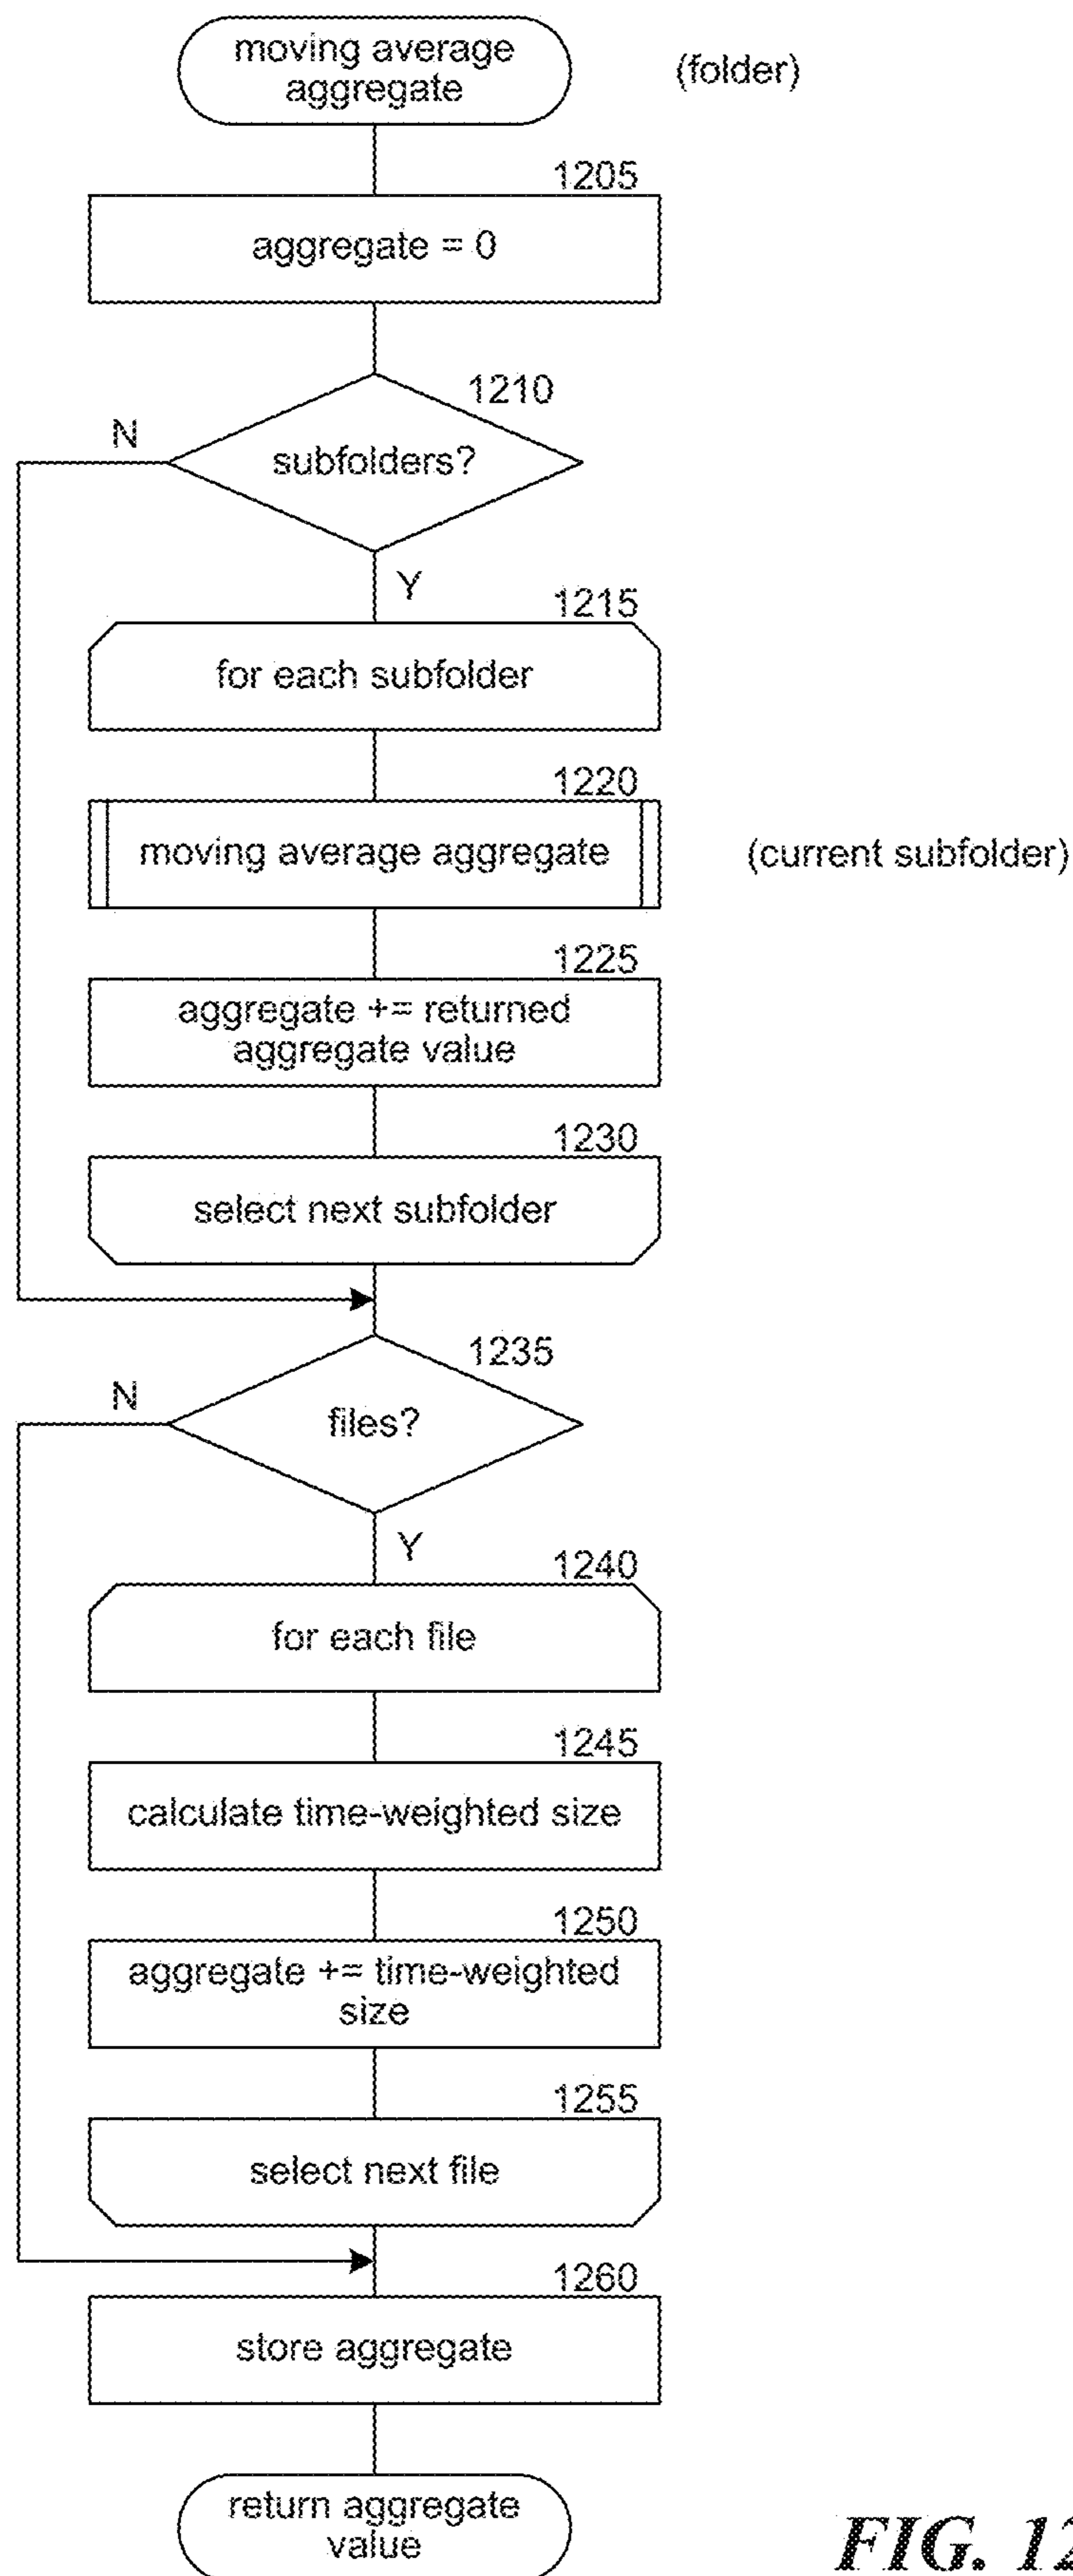 moving average
aggregate
(folder)
1205
aggregate = 0
1210
N
subfolders?
Y
1215
for each subfolder
1220
moving average aggregate
(current subfolder)
1225
aggregate += returned
aggregate value
1230
select next subfolder
1235
N
files?
Y
1240
for each file
1245
calculate time-weighted size
1250
aggregate += time-weighted
size
1255
select next file
1260
store aggregate
return aggregate
value
FIG. 12